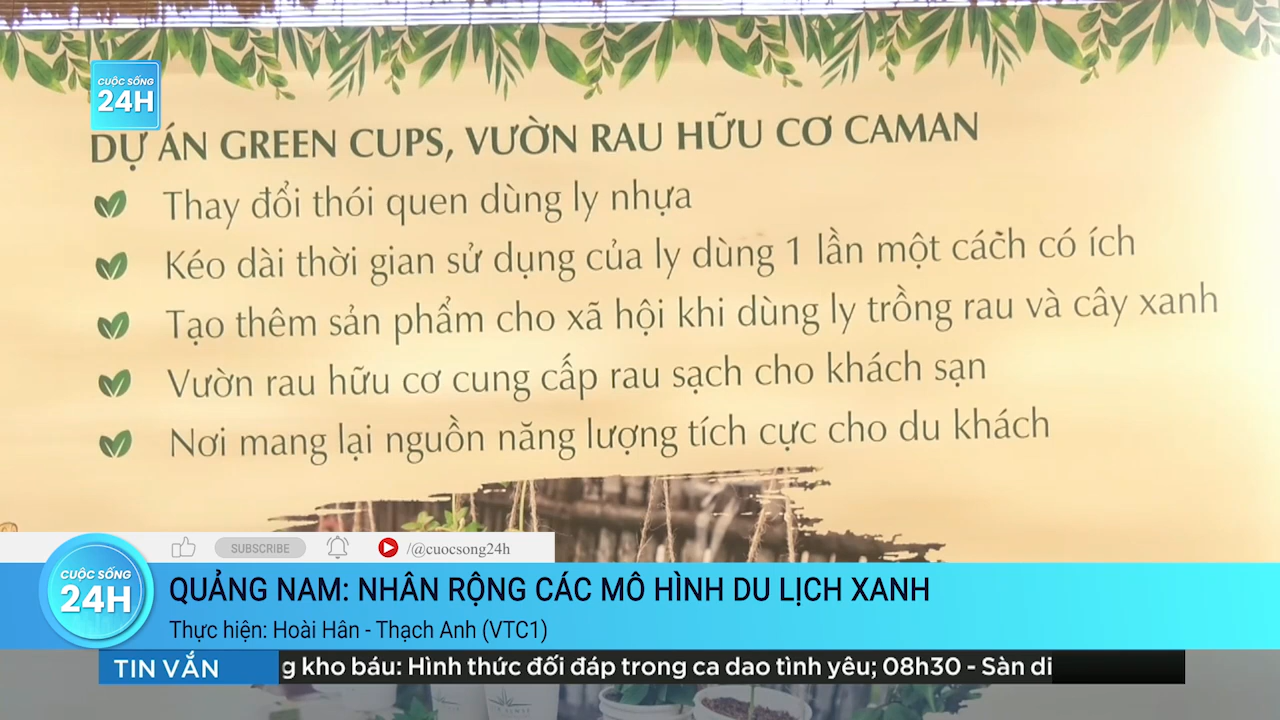 CUỘC SỐNG
24H
DỰ ÁN GREEN CUPS, VƯỜN RAU HỮU CƠ CAMAN
Thay đổi thói quen dùng ly nhựa
Kéo dài thời gian sử dụng của ly dùng 1 lần một cách có ích
Tạo thêm sản phẩm cho xã hội khi dùng ly trồng rau và cây xanh
Vườn rau hữu cơ cung cấp rau sạch cho khách sạn
Nơi mang lại nguồn năng lượng tích cực cho du khách
SUBSCRIBE
/@cuocsong24h
CUỘC SỐNG
24H
QUẢNG NAM: NHÂN RỘNG CÁC MÔ HÌNH DU LỊCH XANH
Thực hiện: Hoài Hân - Thạch Anh (VTC1)
TIN VẮN
g kho báu: Hình thức đối đáp trong ca dao tình yêu; 08h30 - Sàn di